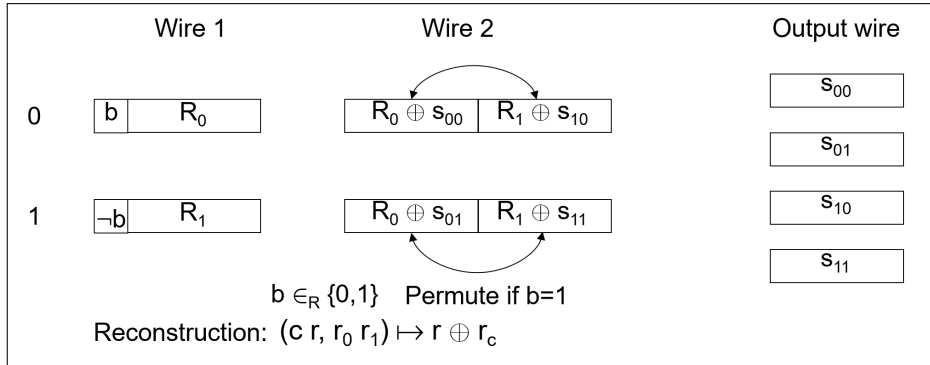 Wire 1 Wire 2 Output wire
s₀₀
0 b R₀ R₀ ⊕ s₀₀ R₁ ⊕ s₁₀
s₀₁
s₁₀
1 ¬b R₁ R₀ ⊕ s₀₁ R₁ ⊕ s₁₁
s₁₁
b ∈ᵣ {0,1} Permute if b=1
Reconstruction: (c r, r₀ r₁) ↦ r ⊕ r_c